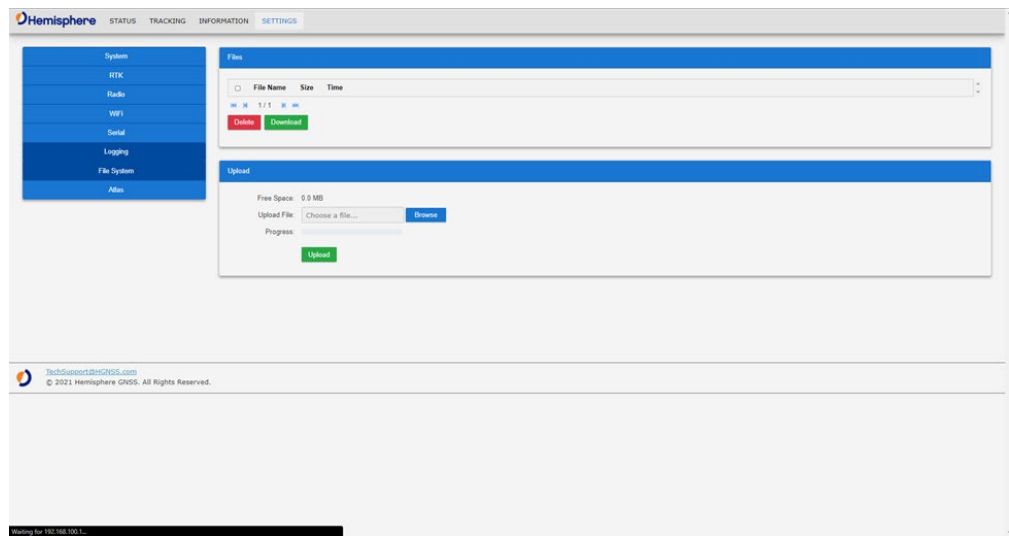 Hemisphere STATUS TRACKING INFORMATION SETTINGS
System
RTK
Radio
WiFi
Serial
Logging
File System
Atlas
Files
File Name Size Time
1 / 1
Delete Download
Upload
Free Space: 0.0 MB
Upload File: Choose a file... Browse
Progress:
Upload
TechSupport@HGNSS.com
© 2021 Hemisphere GNSS. All Rights Reserved.
Waiting for 192.168.100.1...